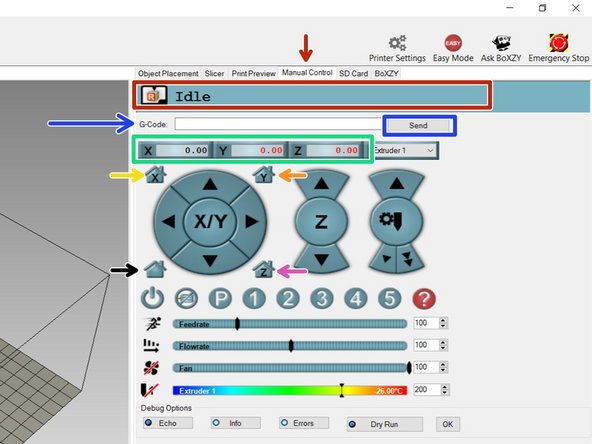 EASY
Printer Settings Easy Mode Ask BoXZY Emergency Stop
Object Placement Slicer Print Preview Manual Control SD Card BoXZY
R Idle
G-Code: Send
X 0.00 Y 0.00 Z 0.00 Extruder 1
X Y
X/Y Z
Z
P 1 2 3 4 5 ?
Feedrate 100
Flowrate 100
Fan 100
Extruder 1 -26.00°C 200
Debug Options
Echo Info Errors Dry Run OK